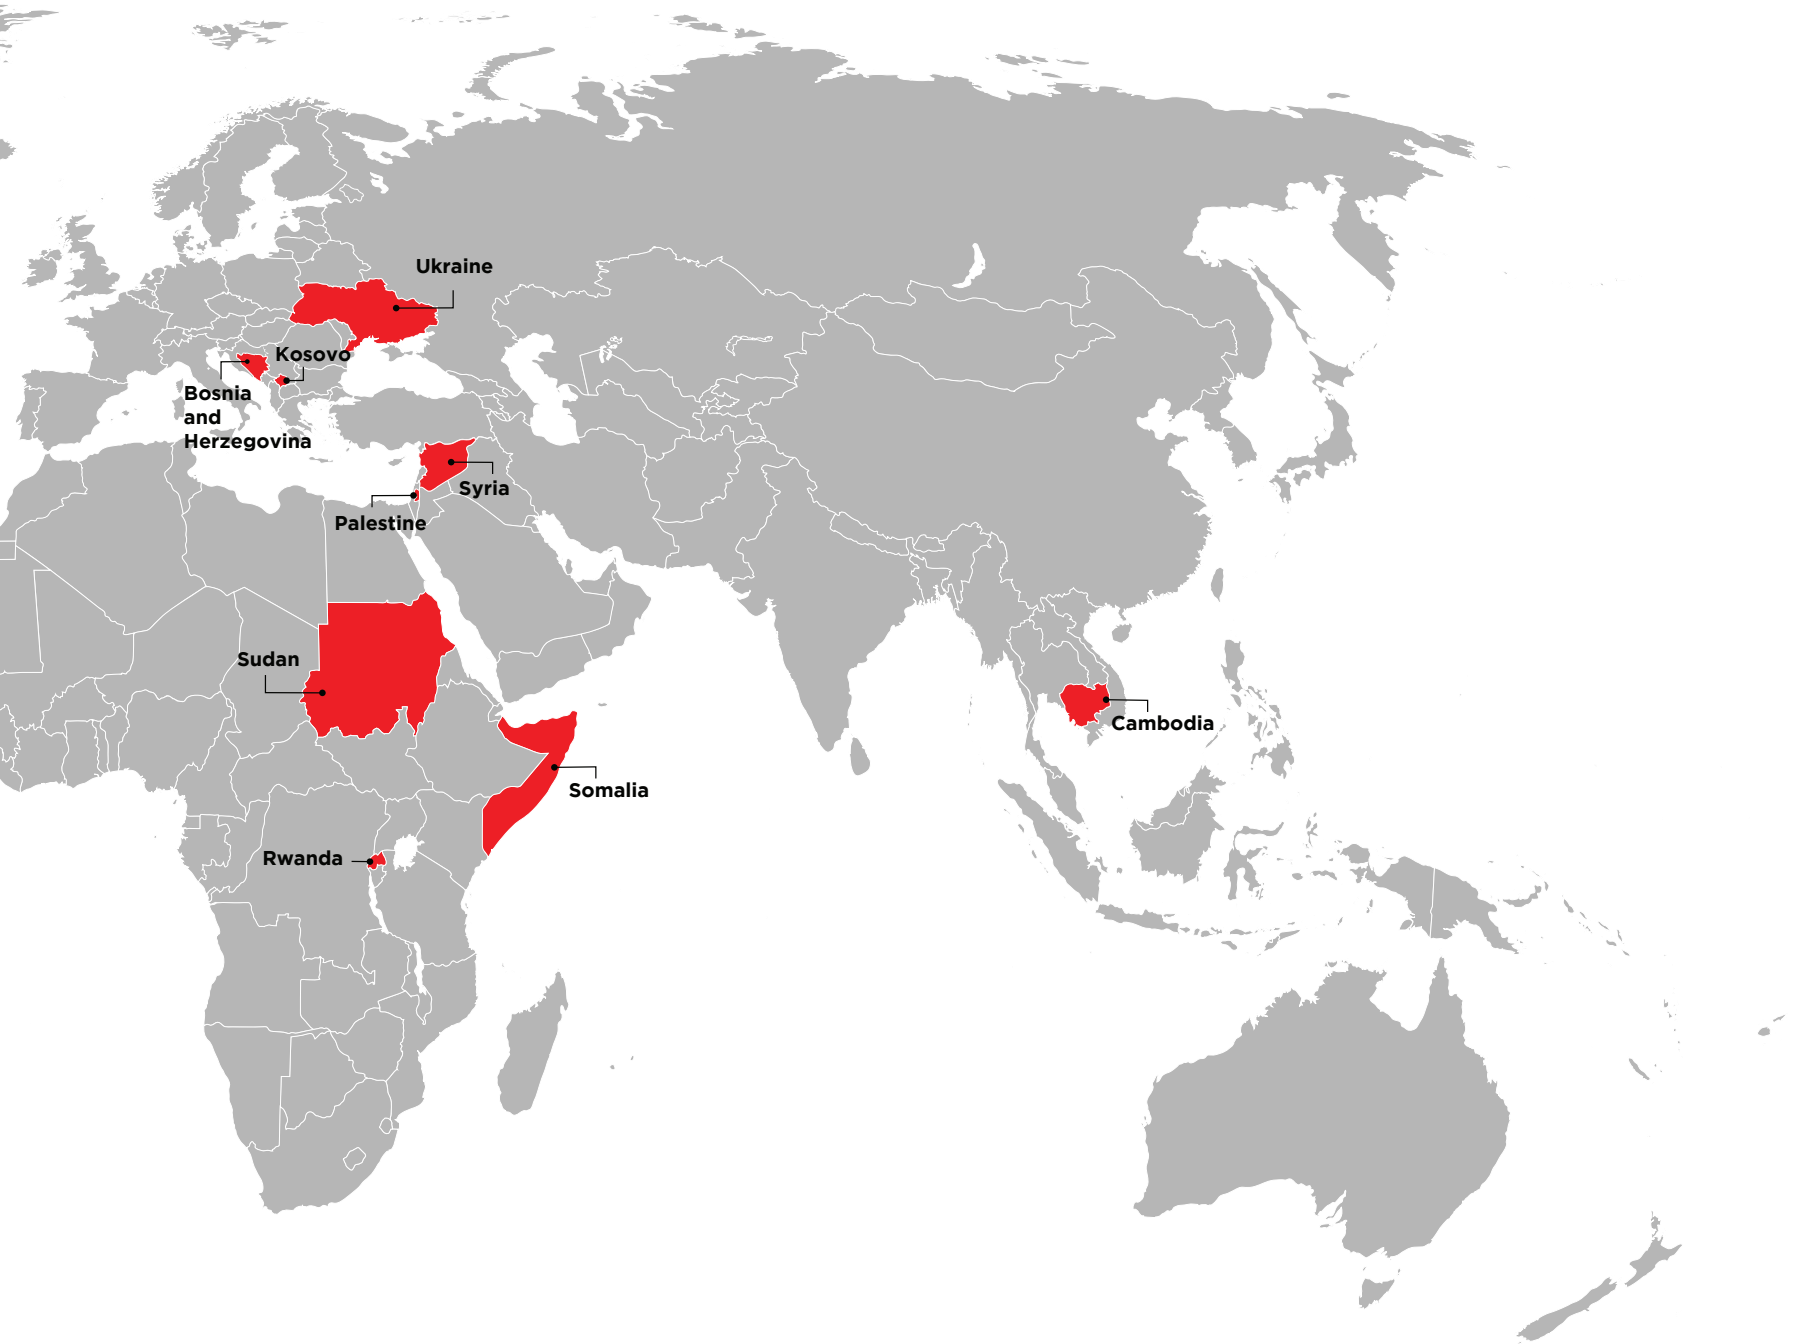 Ukraine
Kosovo
Bosnia
and
Herzegovina
Syria
Palestine
Sudan
Cambodia
Somalia
Rwanda